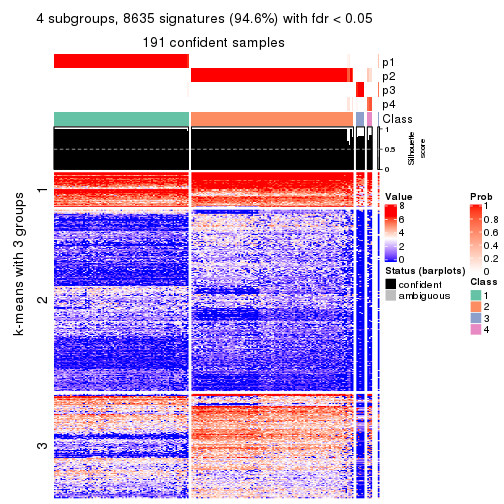 4 subgroups, 8635 signatures (94.6%) with fdr < 0.05
191 confident samples
p1
p2
p3
p4
Class
1
0.5
0
Silhouette
score
k-means with 3 groups
1
2
3
Value
8
6
4
2
0
Status (barplots)
confident
ambiguous
Prob
1
0.8
0.6
0.4
0.2
0
Class
1
2
3
4